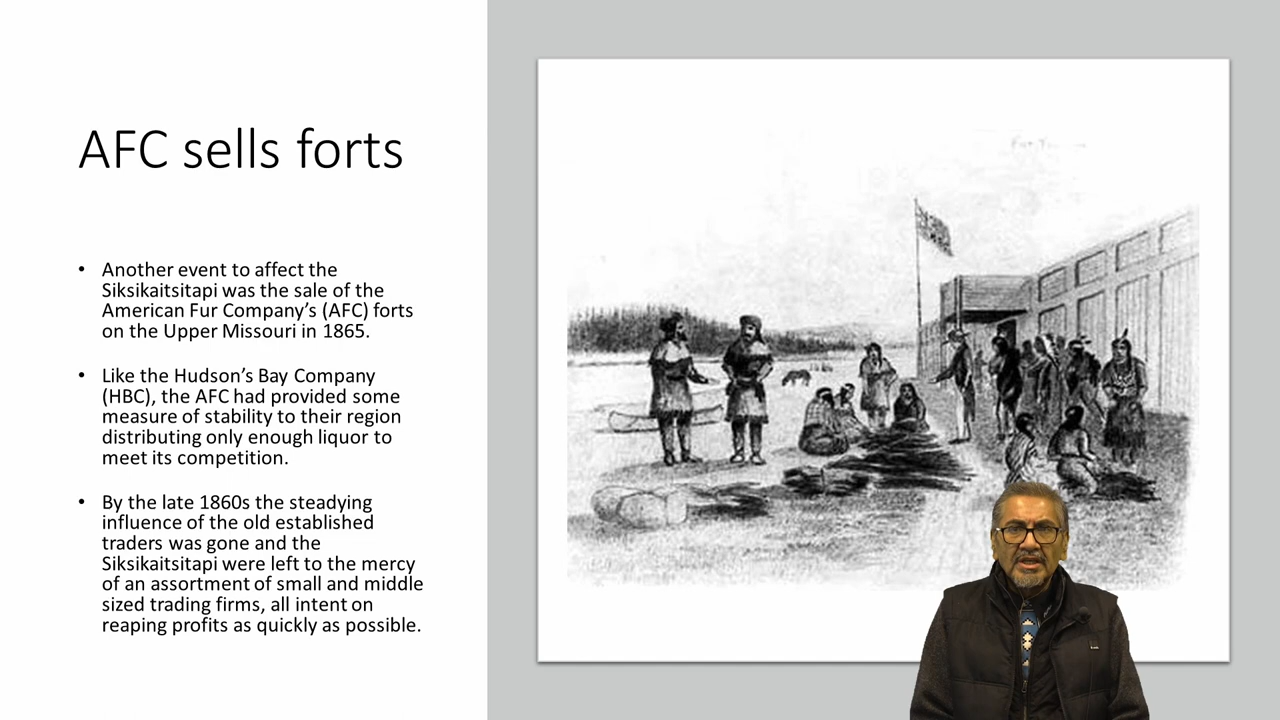 AFC sells forts
• Another event to affect the
Siksikaitsitapi was the sale of the
American Fur Company’s (AFC) forts
on the Upper Missouri in 1865.
• Like the Hudson’s Bay Company
(HBC), the AFC had provided some
measure of stability to their region
distributing only enough liquor to
meet its competition.
• By the late 1860s the steadying
influence of the old established
traders was gone and the
Siksikaitsitapi were left to the mercy
of an assortment of small and middle
sized trading firms, all intent on
reaping profits as quickly as possible.